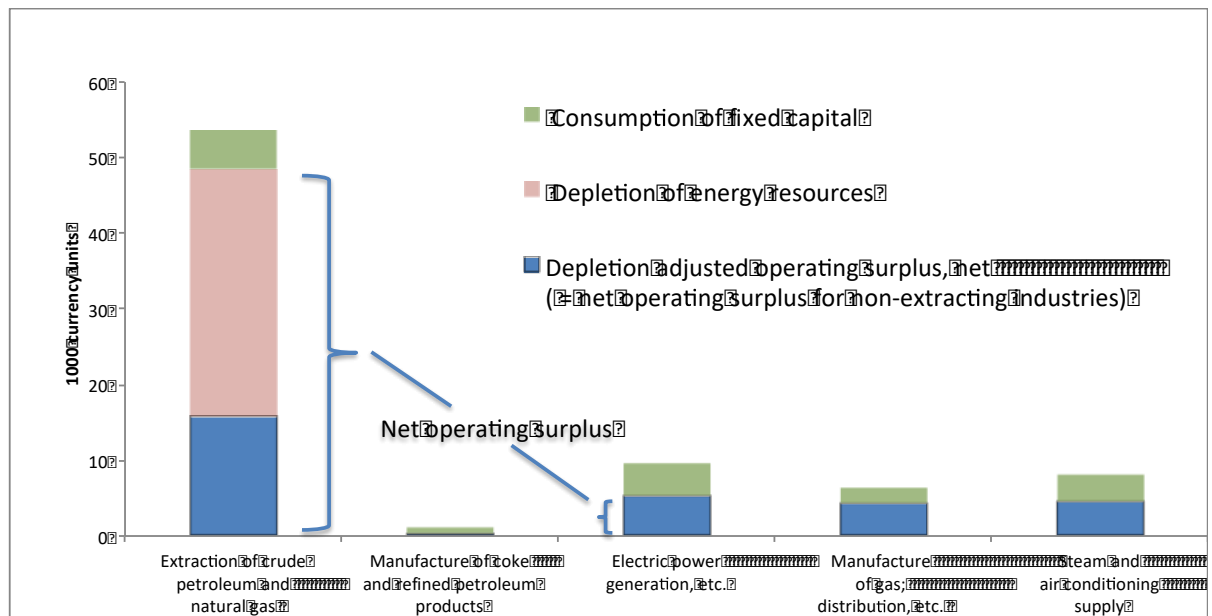 60
50
40
30
20
10
0
1000 currency units
Consumption of fixed capital
Depletion of energy resources
Depletion adjusted operating surplus, net
(= net operating surplus for non-extracting industries)
Net operating surplus
Extraction of crude
petroleum and
natural gas
Manufacture of coke
and refined petroleum
products
Electric power
generation, etc.
Manufacture
of gas;
distribution, etc.
Steam and
air conditioning
supply